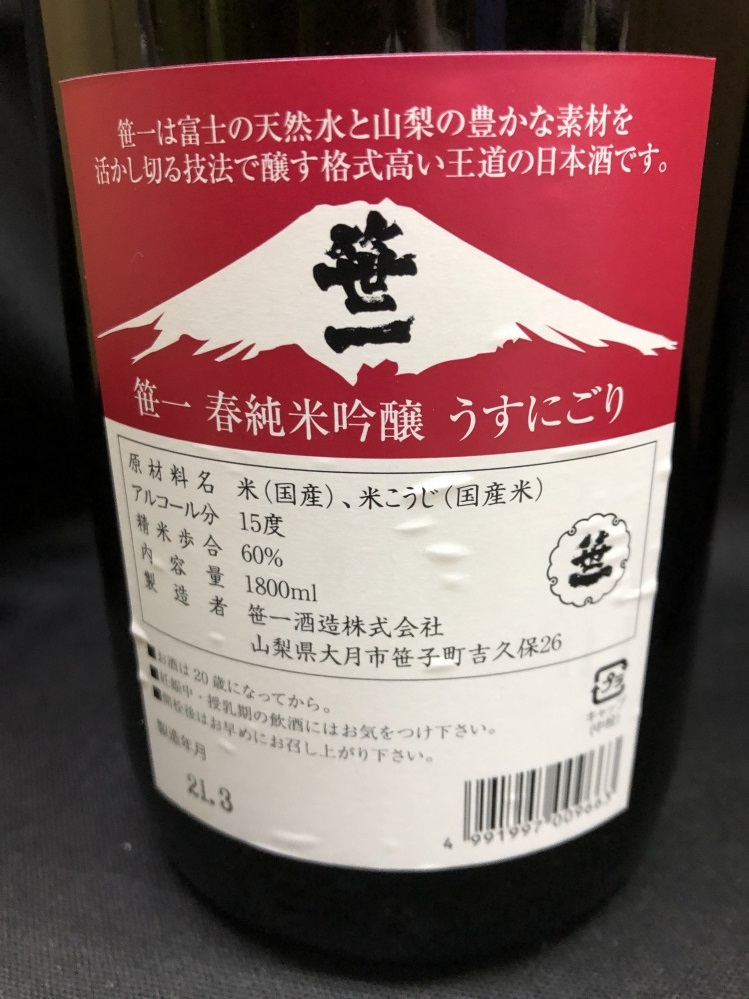 笹一は富士の天然水と山梨の豊かな素材を
活かし切る技法で醸す格式高い王道の日本酒です。
笹一
笹一 春純米吟醸 うすにごり
原材料名 米(国産)、米こうじ(国産米)
アルコール分 15度
精米歩合 60%
内容量 1800ml
製造者 笹一酒造株式会社
山梨県大月市笹子町吉久保26
笹一
■お酒は20歳になってから。
■妊娠中・授乳期の飲酒にはお気をつけ下さい。
■開栓後はお早めにお召し上がり下さい。
プラ
キャップ
(中栓)
製造年月
21.3
4 991997 009663